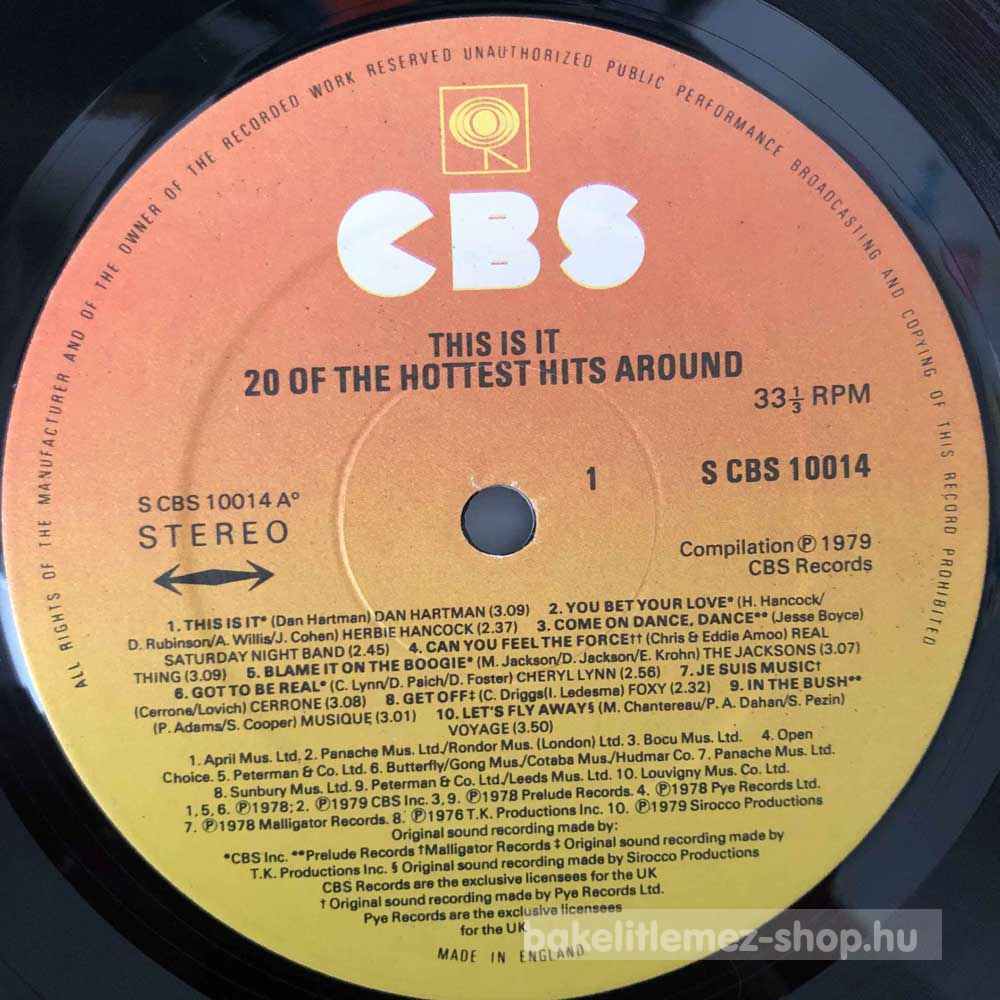 ALL RIGHTS OF THE MANUFACTURER AND OF THE OWNER OF THE RECORDED WORK RESERVED UNAUTHORIZED PUBLIC PERFORMANCE BROADCASTING AND COPYING OF THIS RECORD PROHIBITED
CBS
THIS IS IT
20 OF THE HOTTEST HITS AROUND
33⅓ RPM
1
S CBS 10014
S CBS 10014 A°
STEREO
Compilation ℗ 1979
CBS Records
1. THIS IS IT* (Dan Hartman) DAN HARTMAN (3.09) 2. YOU BET YOUR LOVE* (H. Hancock/
D. Rubinson/A. Willis/J. Cohen) HERBIE HANCOCK (2.37) 3. COME ON DANCE, DANCE** (Jesse Boyce)
SATURDAY NIGHT BAND (2.45) 4. CAN YOU FEEL THE FORCE†† (Chris & Eddie Amoo) REAL
THING (3.09) 5. BLAME IT ON THE BOOGIE* (M. Jackson/D. Jackson/E. Krohn) THE JACKSONS (3.07)
6. GOT TO BE REAL* (C. Lynn/D. Paich/D. Foster) CHERYL LYNN (2.56) 7. JE SUIS MUSIC†
(Cerrone/Lovich) CERRONE (3.08) 8. GET OFF‡ (C. Driggs(I. Ledesma) FOXY (2.32) 9. IN THE BUSH**
(P. Adams/S. Cooper) MUSIQUE (3.01) 10. LET'S FLY AWAY§ (M. Chantereau/P. A. Dahan/S. Pezin)
VOYAGE (3.50)
1. April Mus. Ltd. 2. Panache Mus. Ltd./Rondor Mus. (London) Ltd. 3. Bocu Mus. Ltd. 4. Open
Choice. 5. Peterman & Co. Ltd. 6. Butterfly/Gong Mus./Cotaba Mus./Hudmar Co. 7. Panache Mus. Ltd.
8. Sunbury Mus. Ltd. 9. Peterman & Co. Ltd./Leeds Mus. Ltd. 10. Louvigny Mus. Co. Ltd.
1, 5, 6. ℗ 1978; 2. ℗ 1979 CBS Inc. 3, 9. ℗ 1978 Prelude Records. 4. ℗ 1978 Pye Records Ltd.
7. ℗ 1978 Malligator Records. 8. ℗ 1976 T.K. Productions Inc. 10. ℗ 1979 Sirocco Productions
Original sound recording made by:
*CBS Inc. **Prelude Records †Malligator Records ‡ Original sound recording made by
T.K. Productions Inc. § Original sound recording made by Sirocco Productions
CBS Records are the exclusive licensees for the UK
† Original sound recording made by Pye Records Ltd.
Pye Records are the exclusive licensees
for the UK
MADE IN ENGLAND
bakelitlemez-shop.hu